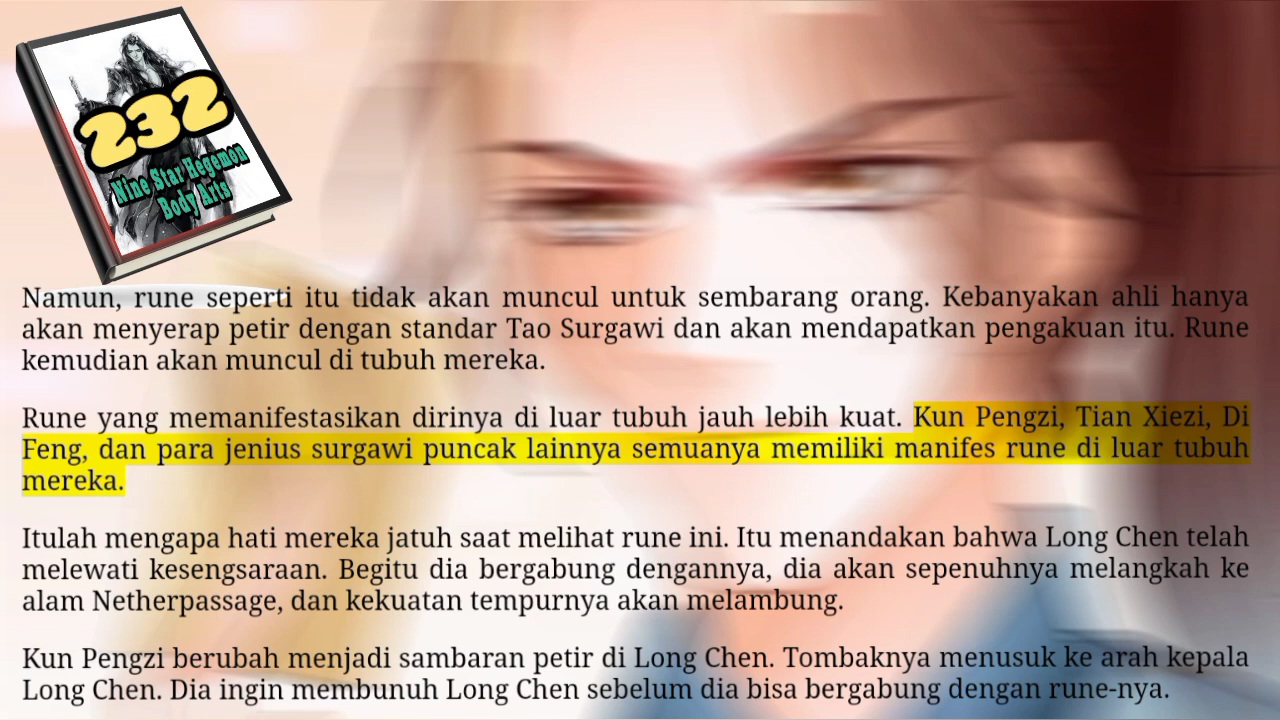 232
Nine Star Hegemon
Body Arts
Namun, rune seperti itu tidak akan muncul untuk sembarang orang. Kebanyakan ahli hanya
akan menyerap petir dengan standar Tao Surgawi dan akan mendapatkan pengakuan itu. Rune
kemudian akan muncul di tubuh mereka.
Rune yang memanifestasikan dirinya di luar tubuh jauh lebih kuat. Kun Pengzi, Tian Xiezi, Di
Feng, dan para jenius surgawi puncak lainnya semuanya memiliki manifes rune di luar tubuh
mereka.
Itulah mengapa hati mereka jatuh saat melihat rune ini. Itu menandakan bahwa Long Chen telah
melewati kesengsaraan. Begitu dia bergabung dengannya, dia akan sepenuhnya melangkah ke
alam Netherpassage, dan kekuatan tempurnya akan melambung.
Kun Pengzi berubah menjadi sambaran petir di Long Chen. Tombaknya menusuk ke arah kepala
Long Chen. Dia ingin membunuh Long Chen sebelum dia bisa bergabung dengan rune-nya.